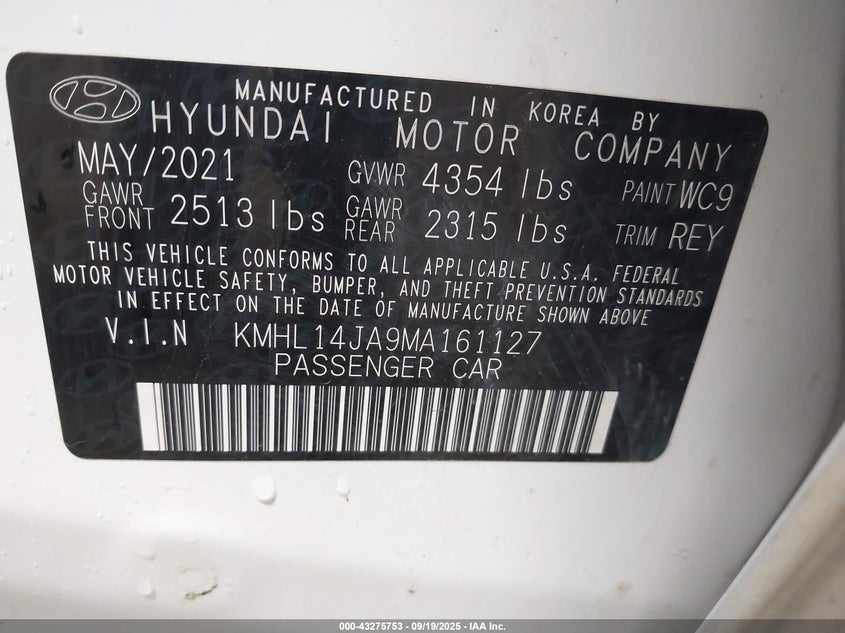 MANUFACTURED IN KOREA BY
HYUNDAI MOTOR COMPANY
MAY/2021 GVWR 4354 lbs PAINT WC9
GAWR FRONT 2513 lbs GAWR REAR 2315 lbs TRIM REY
THIS VEHICLE CONFORMS TO ALL APPLICABLE U.S.A. FEDERAL
MOTOR VEHICLE SAFETY, BUMPER, AND THEFT PREVENTION STANDARDS
IN EFFECT ON THE DATE OF MANUFACTURE SHOWN ABOVE
V.I.N KMHL14JA9MA161127
PASSENGER CAR
000-43275753 - 09/19/2025 - IAA Inc.